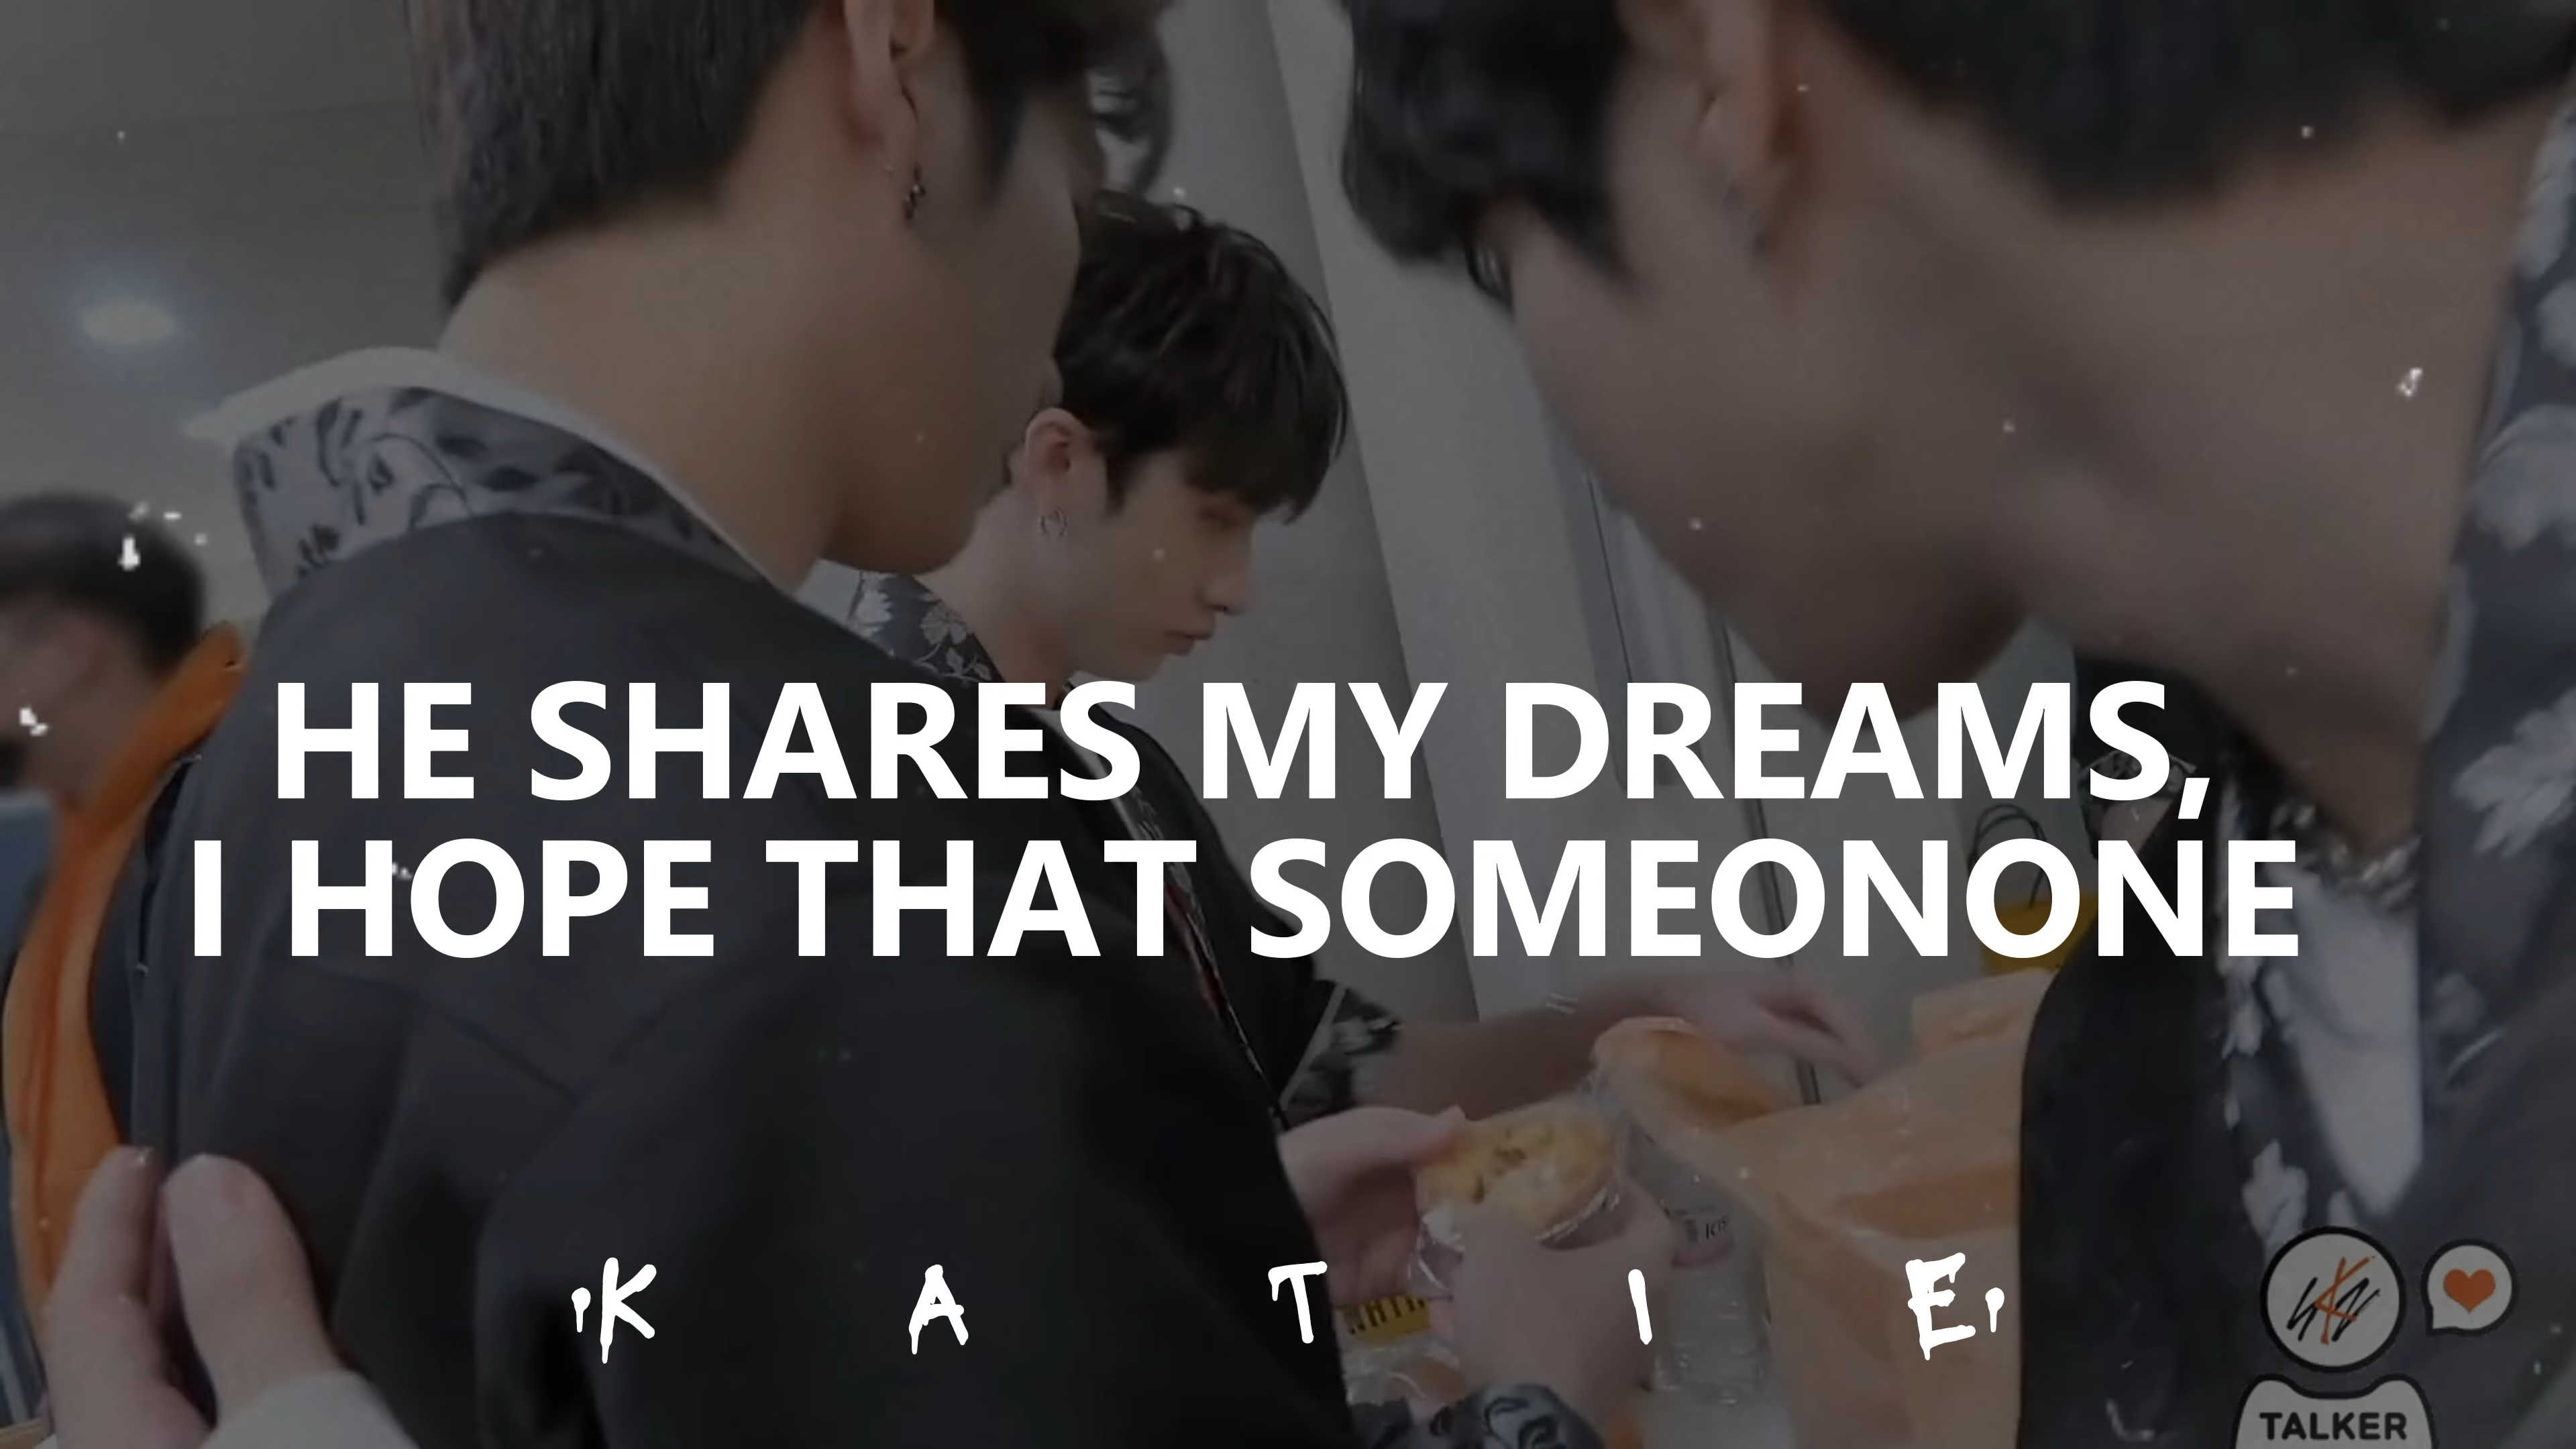 HE SHARES MY DREAMS,
I HOPE THAT SOMEONONE
'K A T I E,
TALKER